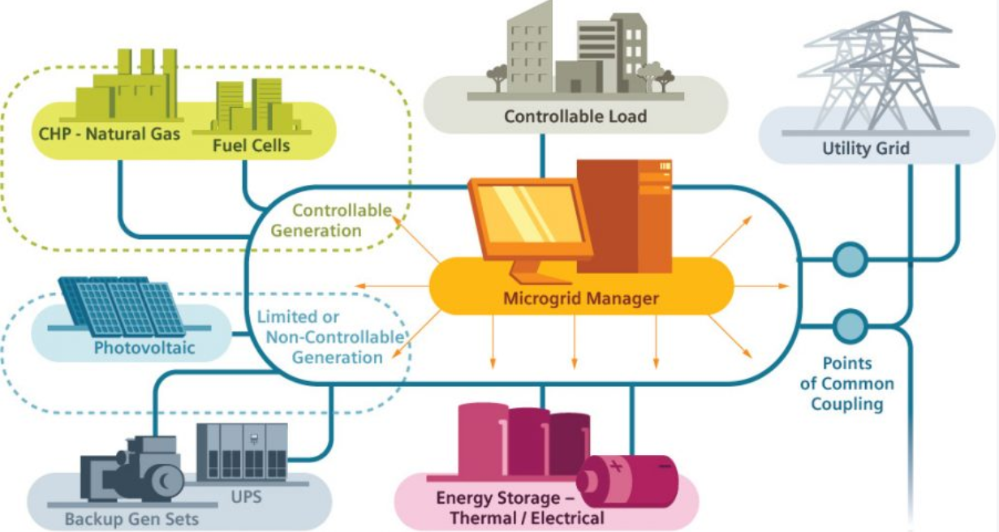 CHP - Natural Gas
Fuel Cells
Controllable Load
Utility Grid
Controllable
Generation
Microgrid Manager
Photovoltaic
Limited or
Non-Controllable
Generation
Points
of Common
Coupling
Backup Gen Sets
UPS
Energy Storage –
Thermal / Electrical